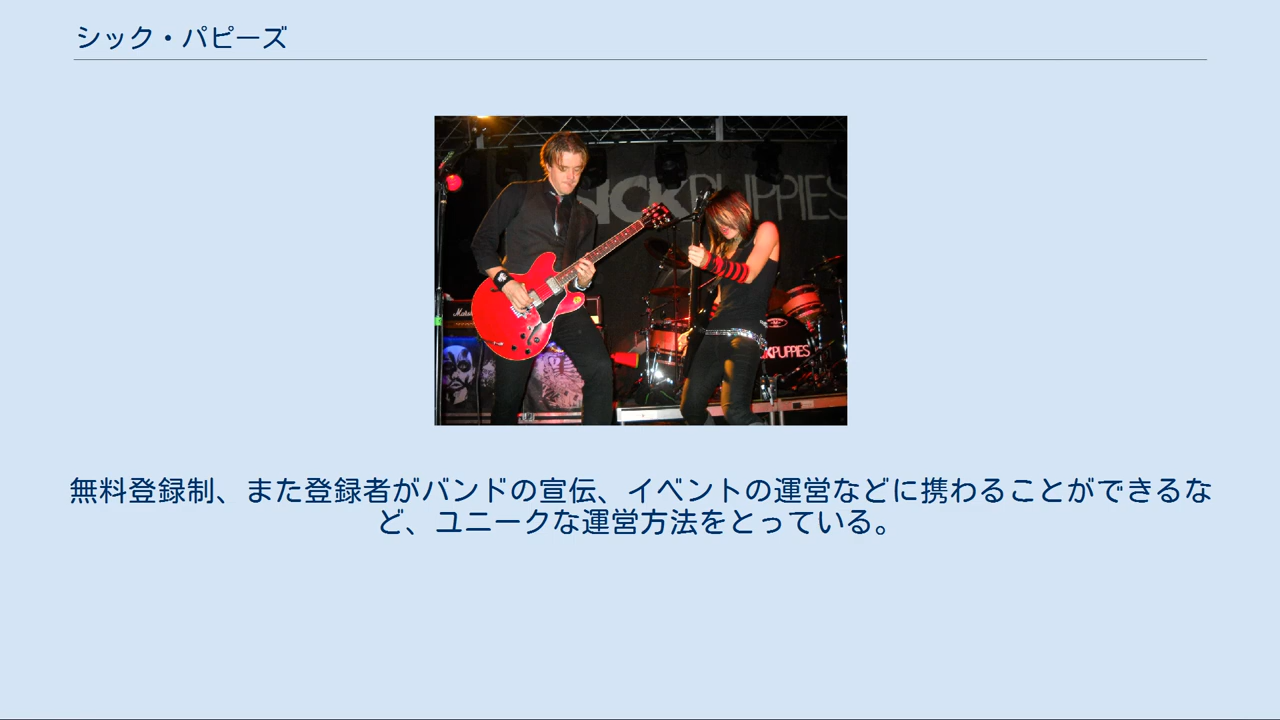 シック・パピーズ
SICKPUPPIES
Marsh
CKPUPPIES
無料登録制、また登録者がバンドの宣伝、イベントの運営などに携わることができるな
ど、ユニークな運営方法をとっている。